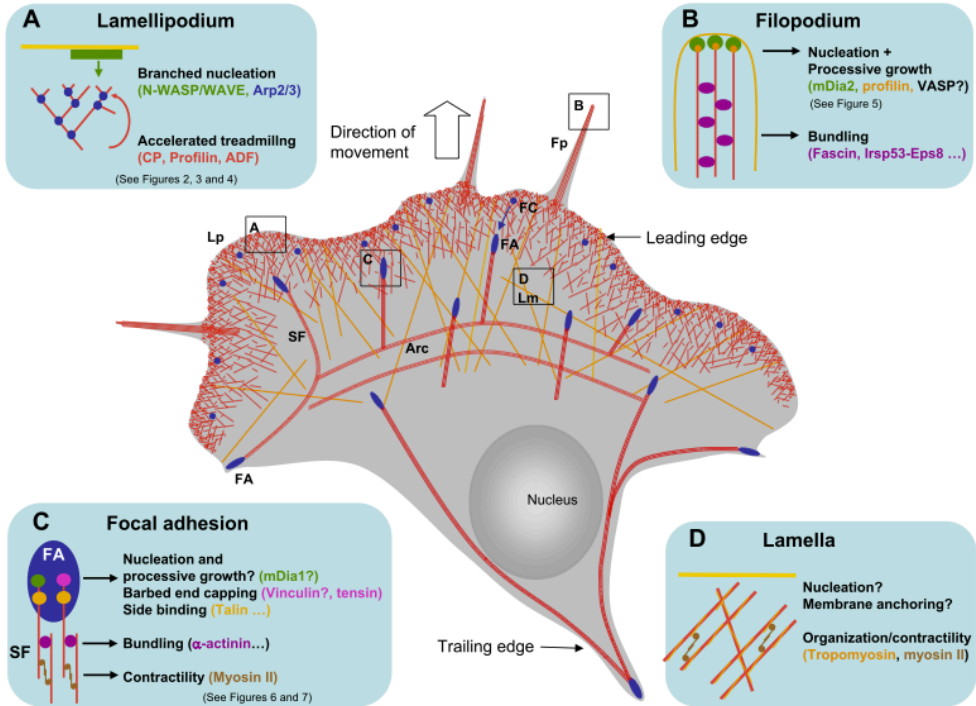 A
Lamellipodium
Branched nucleation
(N-WASP/WAVE, Arp2/3)
Accelerated treadmillng
(CP, Profilin, ADF)
(See Figures 2, 3 and 4)
B
Filopodium
Nucleation +
Processive growth
(mDia2, profilin, VASP?)
(See Figure 5)
Bundling
(Fascin, Irsp53-Eps8 ...)
Direction of
movement
B
Fp
FC
Lp
A
FA
Leading edge
C
D
Lm
SF
Arc
FA
Nucleus
Trailing edge
C
Focal adhesion
FA
Nucleation and
processive growth? (mDia1?)
Barbed end capping (Vinculin?, tensin)
Side binding (Talin ...)
SF
Bundling (α-actinin...)
Contractility (Myosin II)
(See Figures 6 and 7)
D
Lamella
Nucleation?
Membrane anchoring?
Organization/contractility
(Tropomyosin, myosin II)